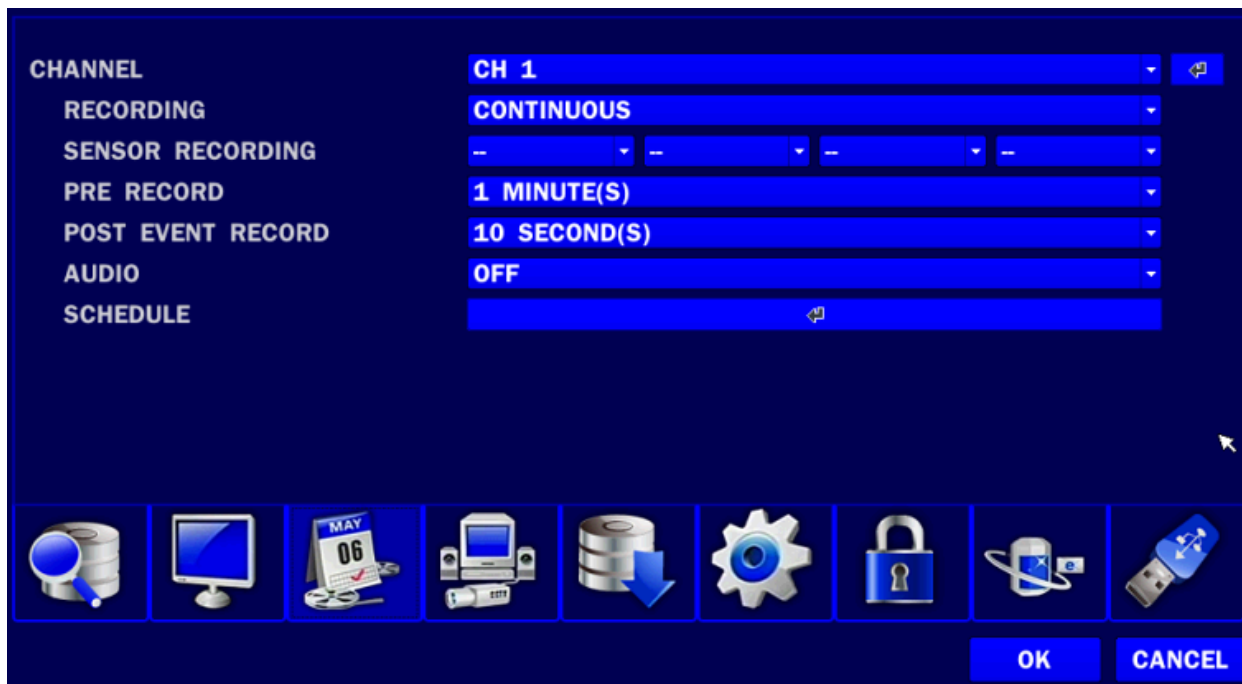 CHANNEL CH 1
RECORDING CONTINUOUS
SENSOR RECORDING -- -- -- --
PRE RECORD 1 MINUTE(S)
POST EVENT RECORD 10 SECOND(S)
AUDIO OFF
SCHEDULE
MAY
06
CCTV
e
OK CANCEL